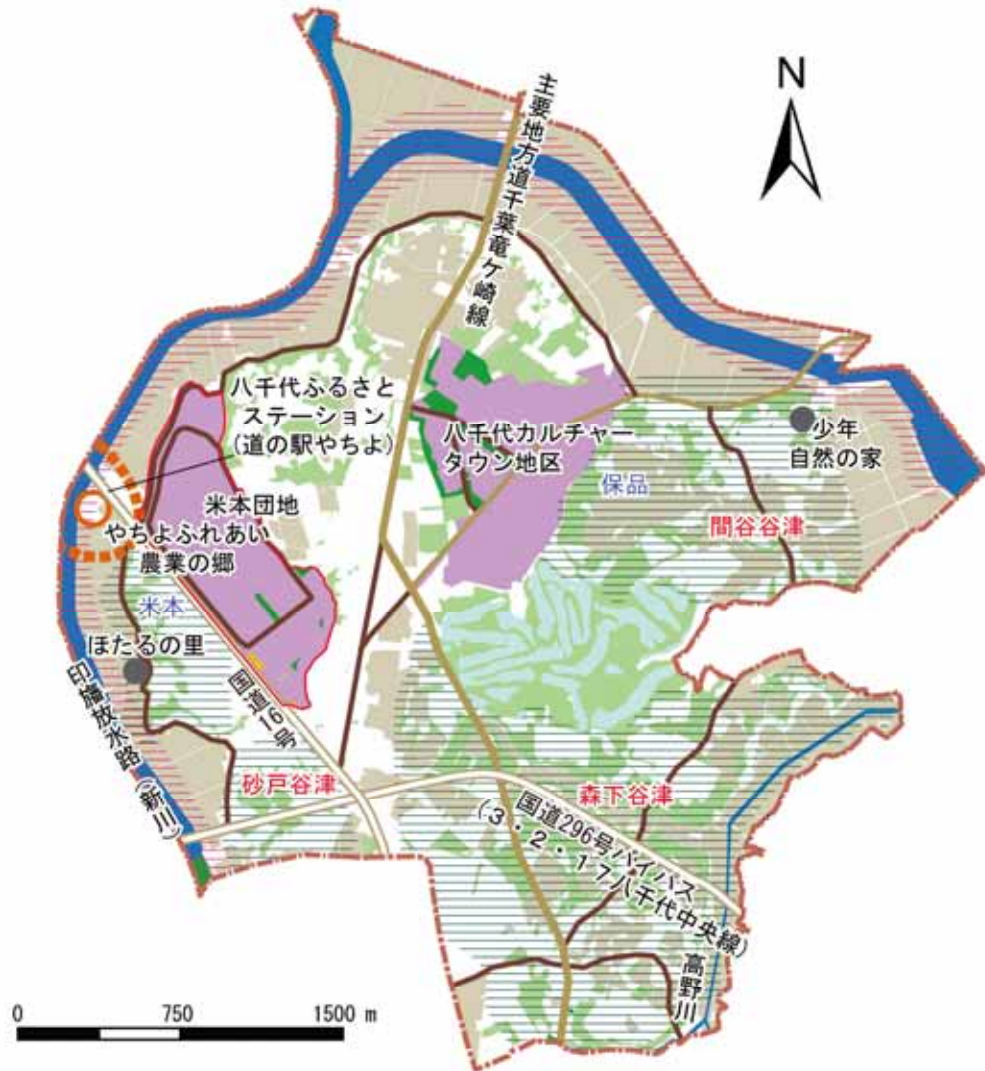 N
主要地方道千葉竜ケ崎線
八千代ふるさと
ステーション
(道の駅やちよ)
八千代カルチャー
タウン地区
少年
自然の家
保品
米本団地
間谷谷津
やちよふれあい
農業の郷
米本
ほたるの里
印旛放水路(新川)
国道16号
砂戸谷津
森下谷津
国道296号バイパス
(3・2・17八千代中央線)
高野川
0 750 1500 m